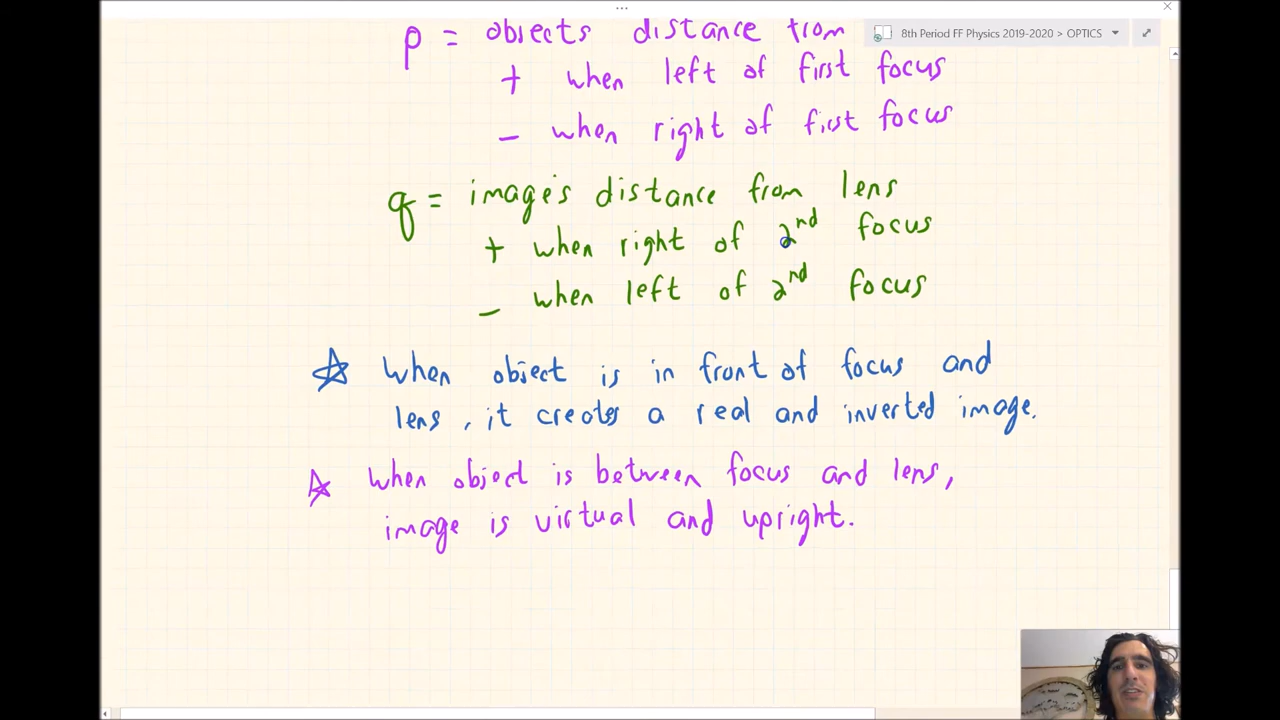 ...
8th Period FF Physics 2019-2020 > OPTICS
p = objects distance from
+ when left of first focus
- when right of first focus
q = image's distance from lens
+ when right of 2nd focus
- when left of 2nd focus
☆ When object is in front of focus and
lens, it creates a real and inverted image.
☆ When object is between focus and lens,
image is virtual and upright.